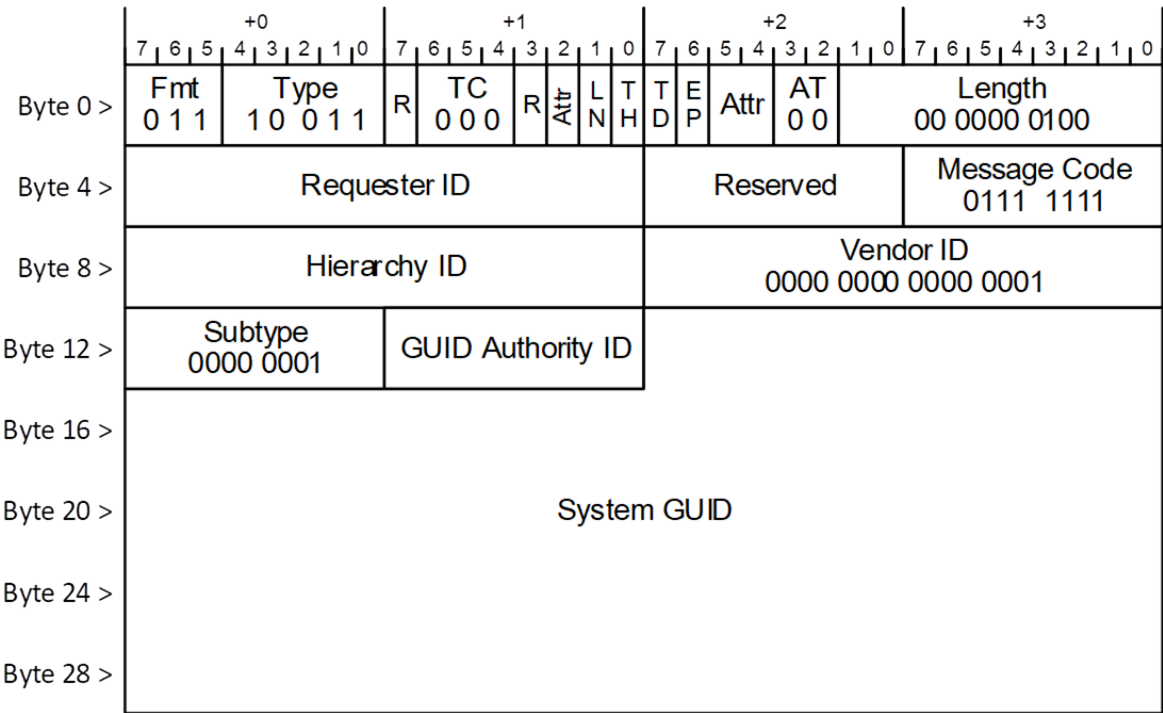 +0 +1 +2 +3
7 6 5 4 3 2 1 0 7 6 5 4 3 2 1 0 7 6 5 4 3 2 1 0 7 6 5 4 3 2 1 0
Byte 0 > Fmt Type R TC R Attr LN TH TD EP Attr AT Length
0 1 1 1 0 0 1 1 0 0 0 0 0 00 0000 0100
Byte 4 > Requester ID Reserved Message Code
0111 1111
Byte 8 > Hierarchy ID Vendor ID
0000 0000 0000 0001
Byte 12 > Subtype GUID Authority ID
0000 0001
Byte 16 >
Byte 20 > System GUID
Byte 24 >
Byte 28 >